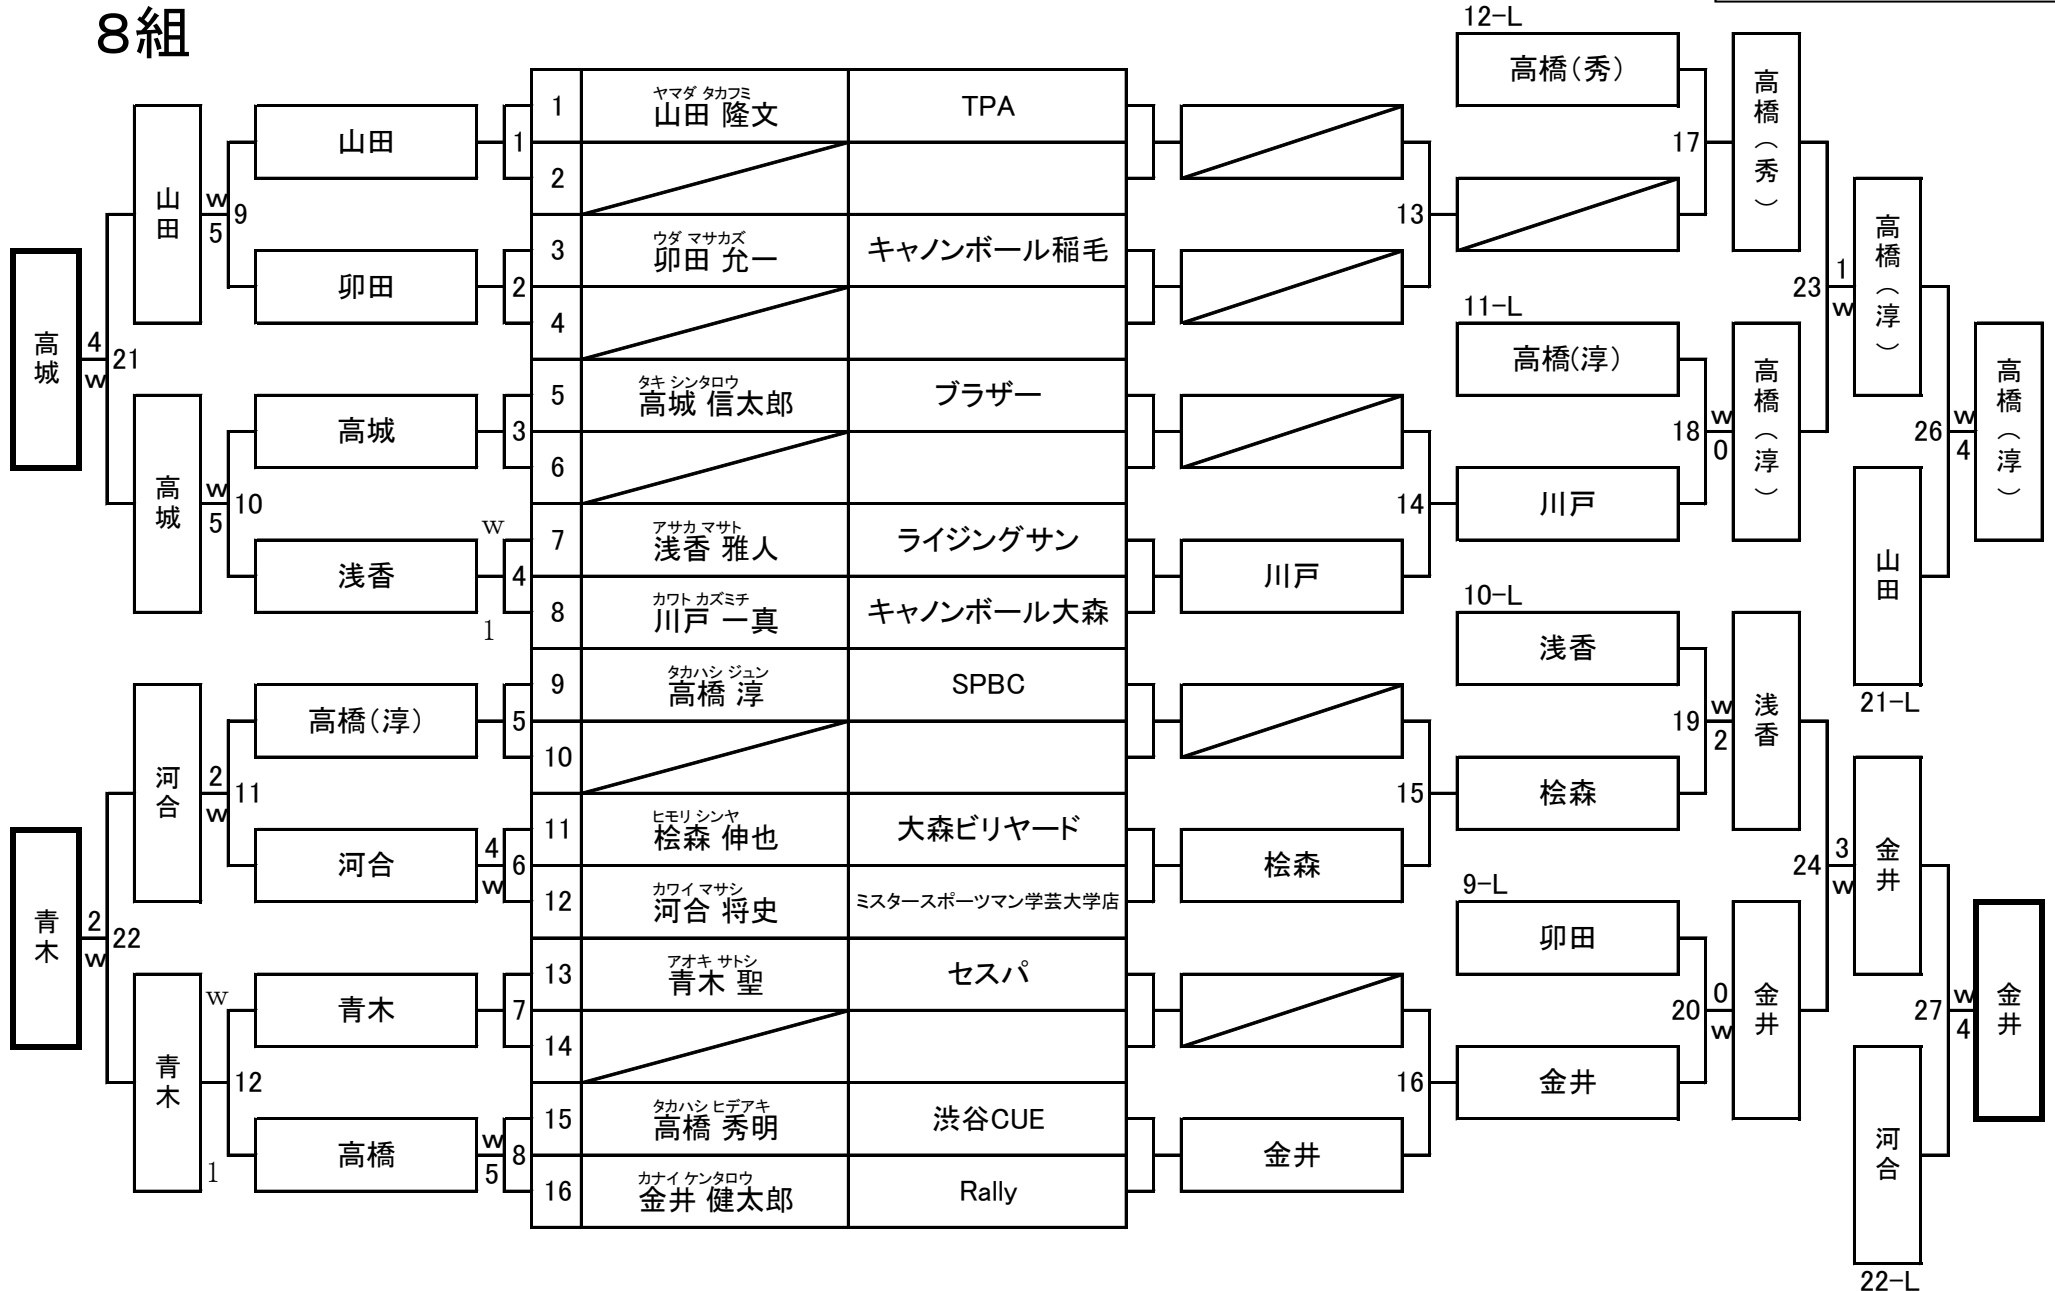 8組
12-L
高橋(秀)
高橋(秀)
17
山田
山田
1
W
5
9
卯田
2
高城
4
W
21
高城
高城
3
W
5
10
浅香
W
4
1
河合
高橋(淳)
5
2
W
11
河合
4
W
6
青木
2
W
22
青木
W
1
12
青木
7
高橋
W
5
8
1
ヤマダ タカフミ
山田 隆文
TPA
2
3
ウダ マサカズ
卯田 允一
キャノンボール稲毛
4
5
タキ シンタロウ
高城 信太郎
ブラザー
6
7
アサカ マサト
浅香 雅人
ライジングサン
8
カワト カズミチ
川戸 一真
キャノンボール大森
9
タカハシ ジュン
高橋 淳
SPBC
10
11
ヒモリ シンヤ
桧森 伸也
大森ビリヤード
12
カワイ マサシ
河合 将史
ミスタースポーツマン学芸大学店
13
アオキ サトシ
青木 聖
セスパ
14
15
タカハシ ヒデアキ
高橋 秀明
渋谷CUE
16
カナイ ケンタロウ
金井 健太郎
Rally
13
川戸
14
桧森
15
金井
16
11-L
高橋(淳)
川戸
18
W
0
高橋(淳)
23
1
W
高橋(淳)
10-L
浅香
桧森
19
W
2
浅香
9-L
卯田
金井
20
0
W
金井
24
3
W
金井
山田
21-L
26
W
4
高橋(淳)
河合
22-L
27
W
4
金井